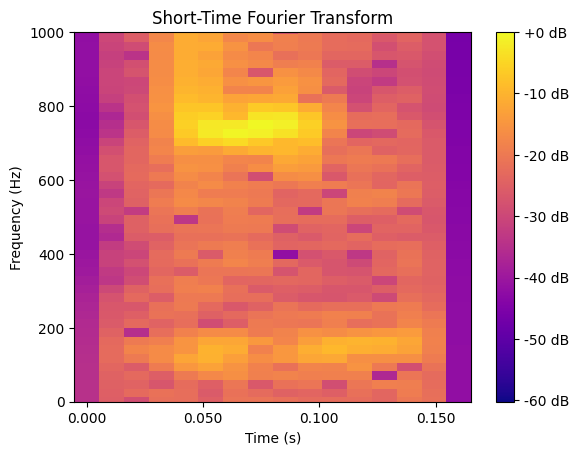 Short-Time Fourier Transform
Frequency (Hz)
1000
800
600
400
200
0
0.000
0.050
0.100
0.150
Time (s)
+0 dB
-10 dB
-20 dB
-30 dB
-40 dB
-50 dB
-60 dB